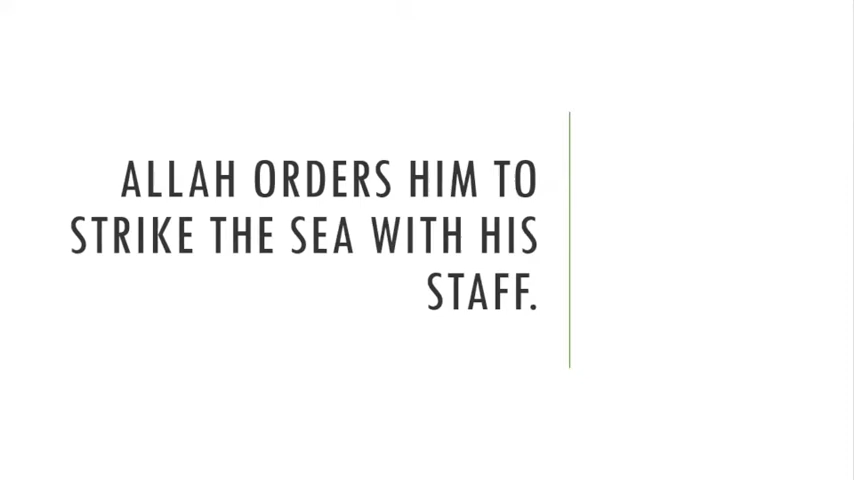 ALLAH ORDERS HIM TO
STRIKE THE SEA WITH HIS
STAFF.